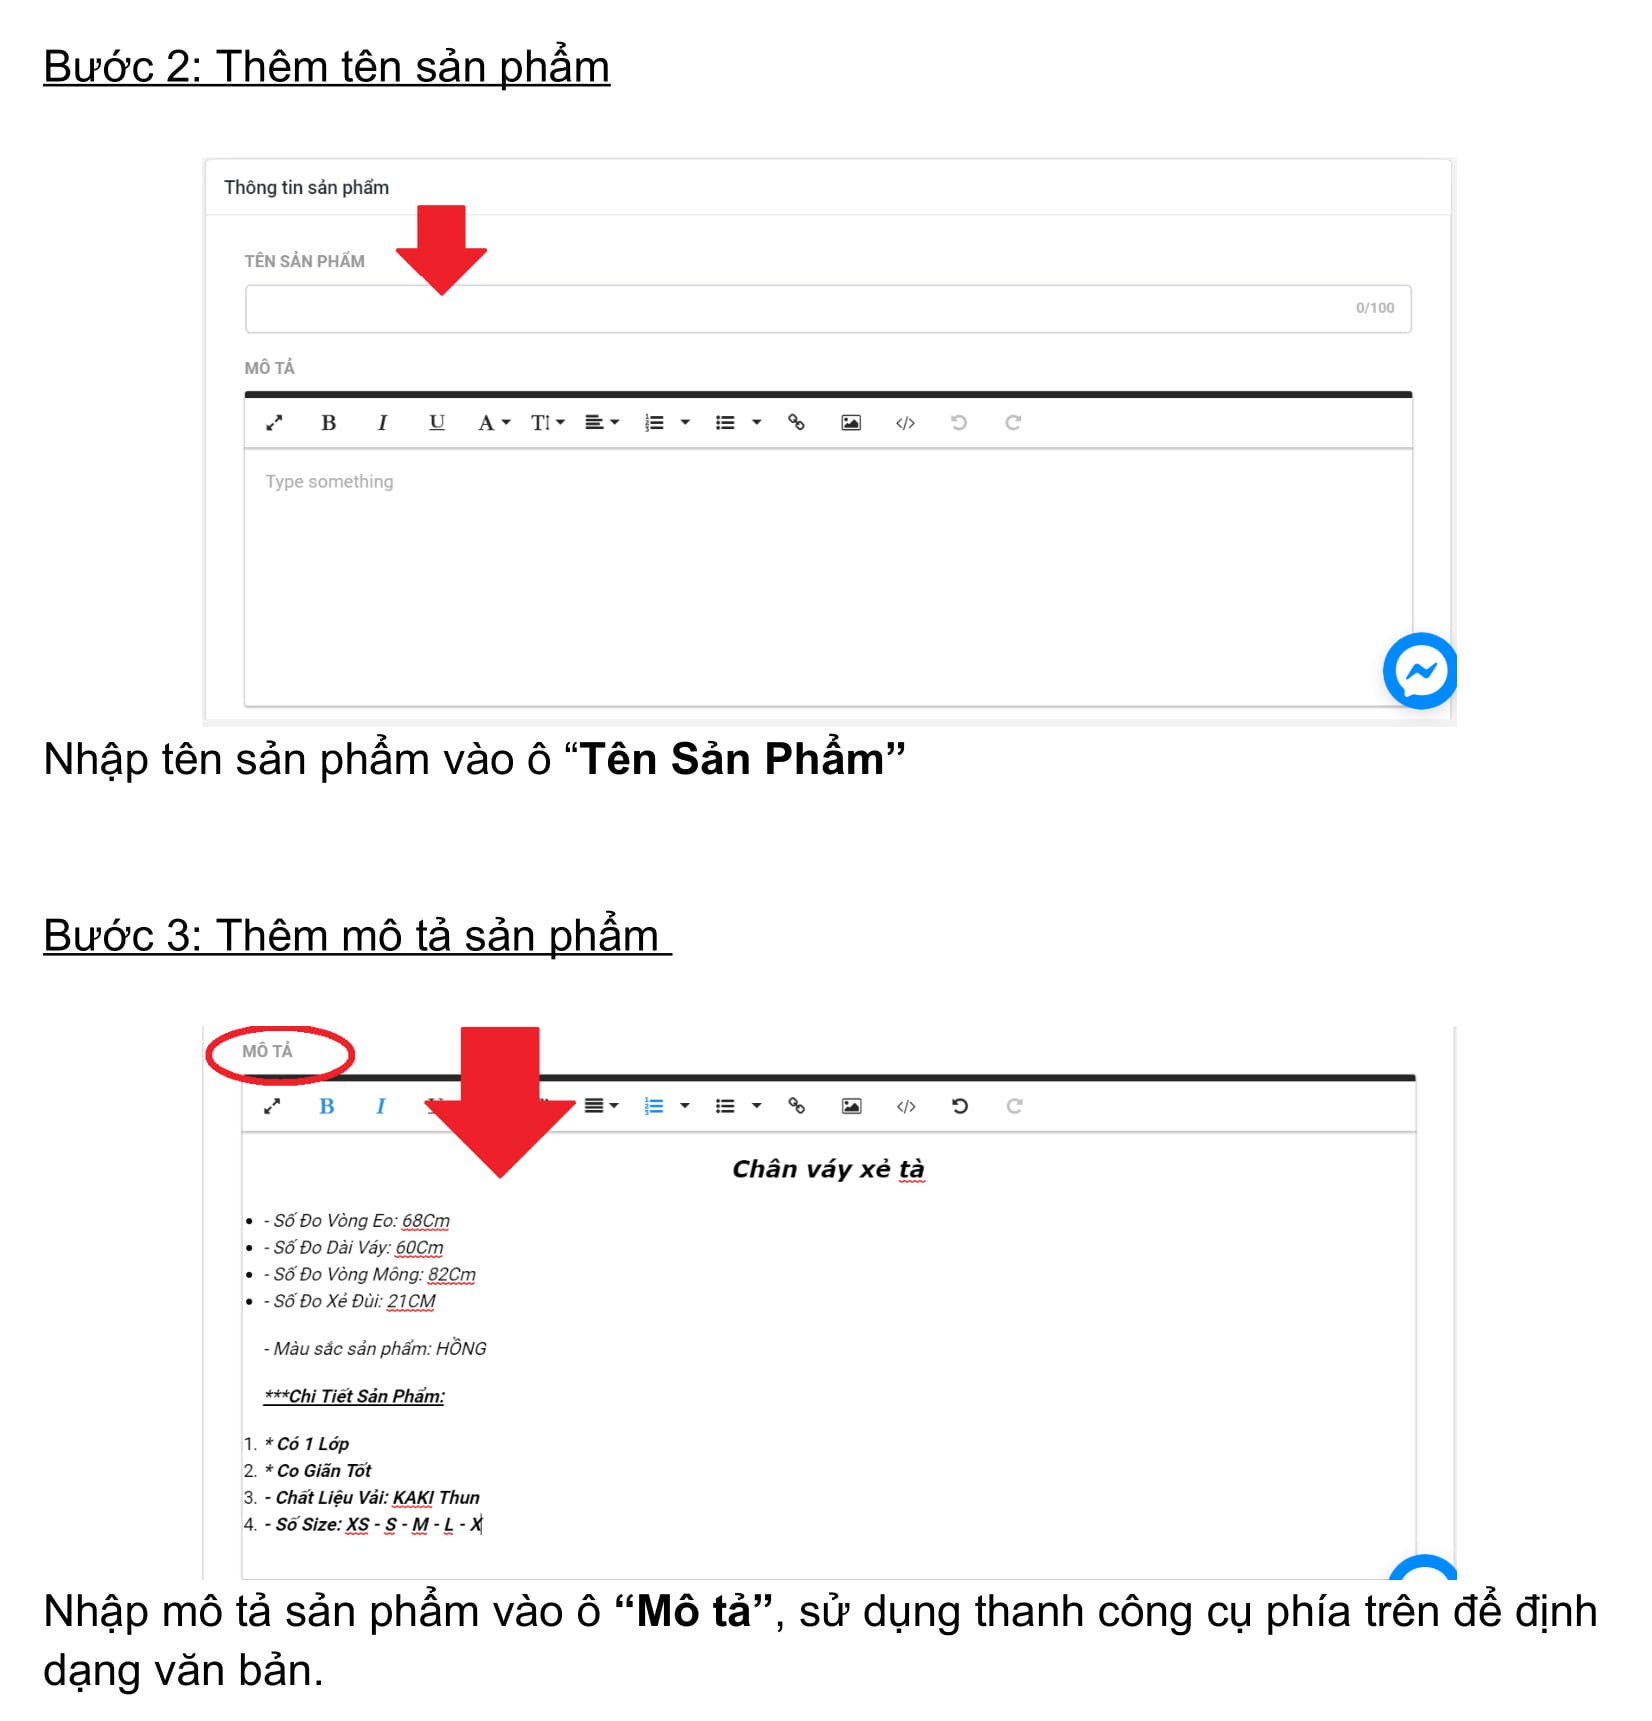 Bước 2: Thêm tên sản phẩm
Thông tin sản phẩm
TÊN SẢN PHẨM
0/100
MÔ TẢ
B I U A T
Type something
Nhập tên sản phẩm vào ô “Tên Sản Phẩm”
Bước 3: Thêm mô tả sản phẩm
MÔ TẢ
B I
Chân váy xẻ tà
- Số Đo Vòng Eo: 68Cm
- Số Đo Dài Váy: 60Cm
- Số Đo Vòng Mông: 82Cm
- Số Đo Xẻ Đùi: 21CM
- Màu sắc sản phẩm: HỒNG
***Chi Tiết Sản Phẩm:
1. * Có 1 Lớp
2. * Co Giãn Tốt
3. - Chất Liệu Vải: KAKI Thun
4. - Số Size: XS - S - M - L - X
Nhập mô tả sản phẩm vào ô “Mô tả”, sử dụng thanh công cụ phía trên để định
dạng văn bản.